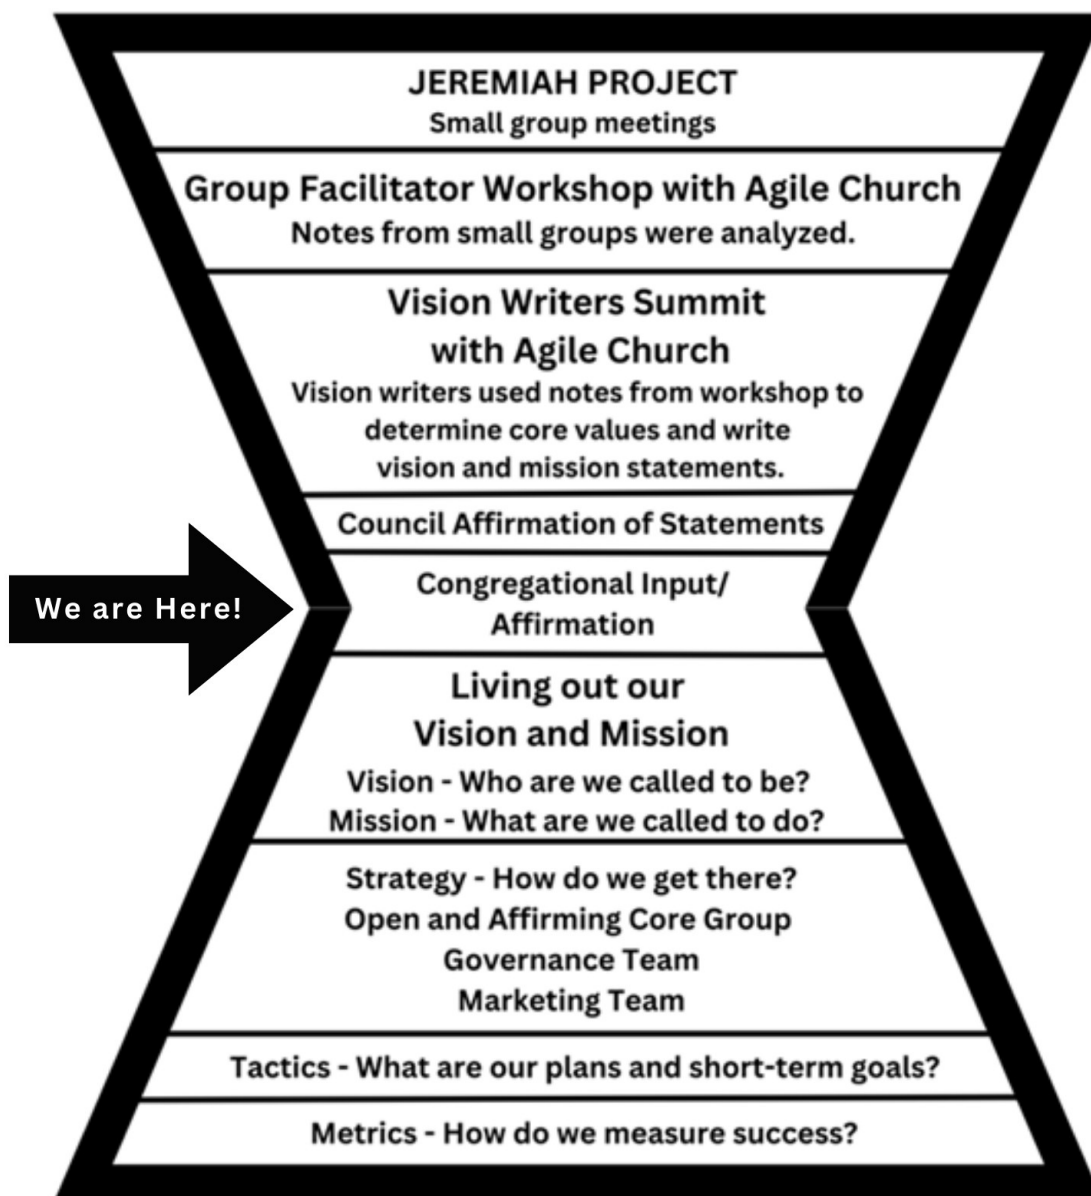 JEREMIAH PROJECT
Small group meetings
Group Facilitator Workshop with Agile Church
Notes from small groups were analyzed.
Vision Writers Summit
with Agile Church
Vision writers used notes from workshop to
determine core values and write
vision and mission statements.
Council Affirmation of Statements
Congregational Input/
Affirmation
We are Here!
Living out our
Vision and Mission
Vision - Who are we called to be?
Mission - What are we called to do?
Strategy - How do we get there?
Open and Affirming Core Group
Governance Team
Marketing Team
Tactics - What are our plans and short-term goals?
Metrics - How do we measure success?